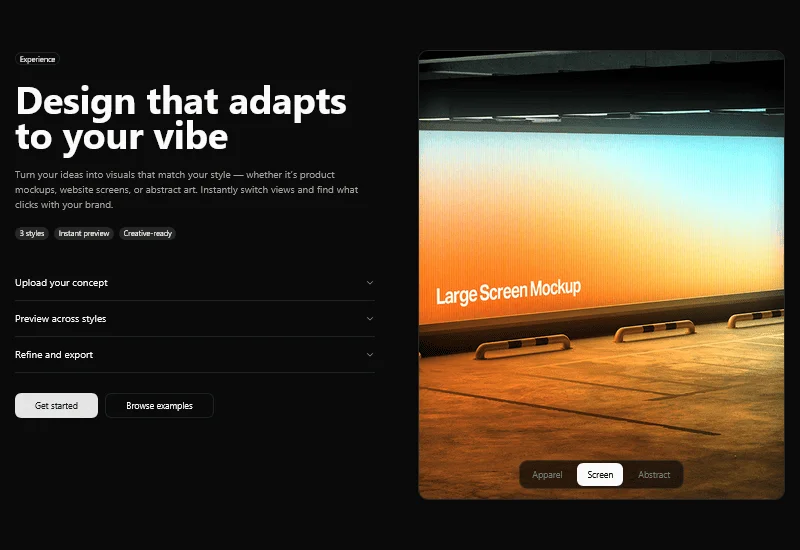 Experience
Design that adapts
to your vibe
Turn your ideas into visuals that match your style — whether it's product
mockups, website screens, or abstract art. Instantly switch views and find what
clicks with your brand.
3 styles Instant preview Creative-ready
Upload your concept
Preview across styles
Refine and export
Get started Browse examples
Large Screen Mockup
Apparel Screen Abstract